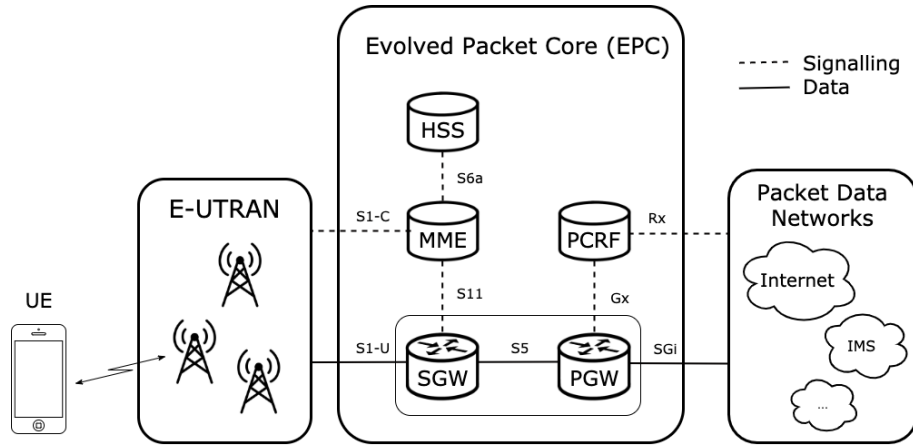 Evolved Packet Core (EPC)
Signalling
Data
HSS
S6a
E-UTRAN
Packet Data
Networks
S1-C
MME
PCRF
Rx
Internet
UE
S11
Gx
S1-U
SGW
S5
PGW
SGi
IMS
...